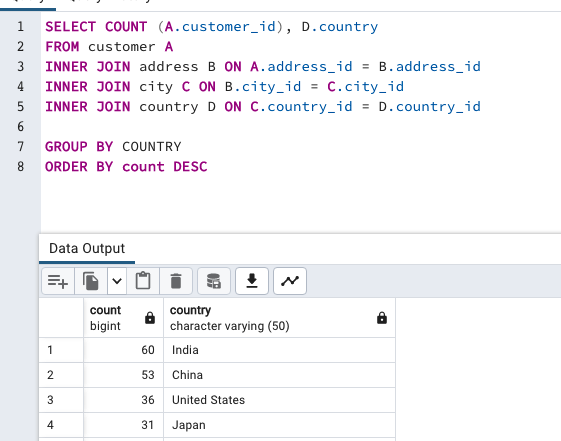 1 SELECT COUNT (A.customer_id), D.country
2 FROM customer A
3 INNER JOIN address B ON A.address_id = B.address_id
4 INNER JOIN city C ON B.city_id = C.city_id
5 INNER JOIN country D ON C.country_id = D.country_id
6
7 GROUP BY COUNTRY
8 ORDER BY count DESC
Data Output
count country
bigint character varying (50)
1 60 India
2 53 China
3 36 United States
4 31 Japan